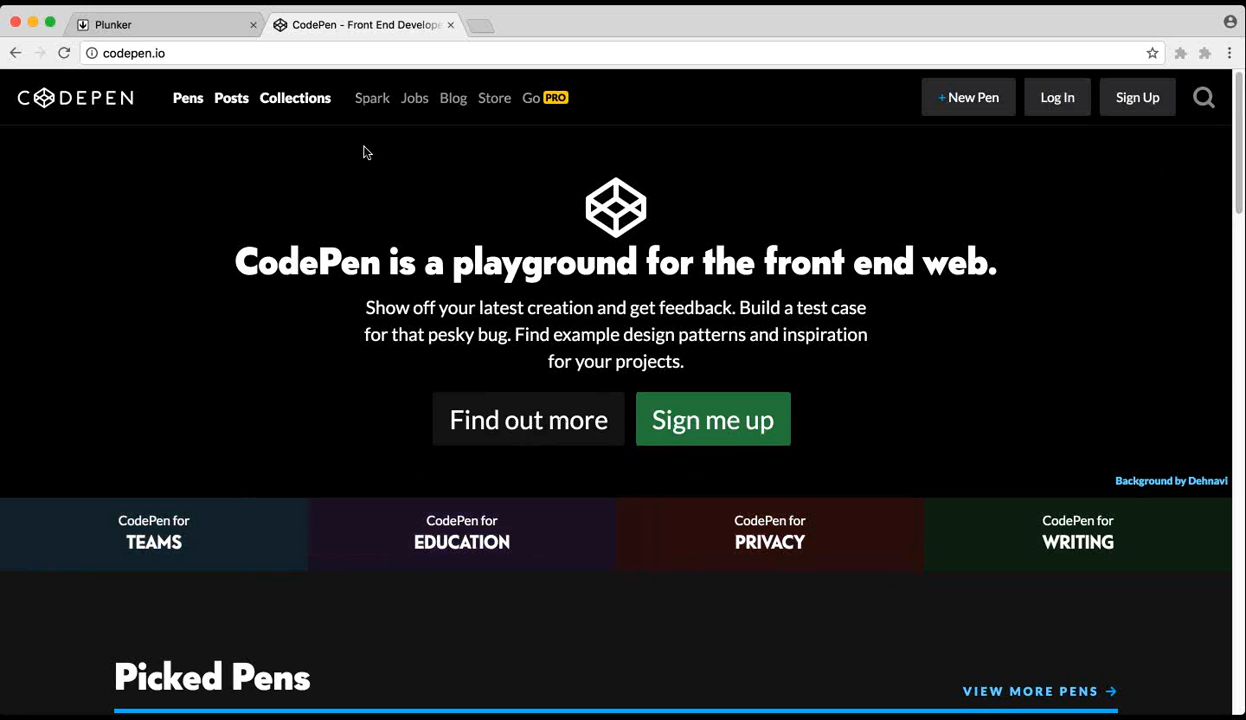 Plunker
CodePen - Front End Develope
codepen.io
CODEPEN Pens Posts Collections Spark Jobs Blog Store Go PRO + New Pen Log In Sign Up
CodePen is a playground for the front end web.
Show off your latest creation and get feedback. Build a test case
for that pesky bug. Find example design patterns and inspiration
for your projects.
Find out more Sign me up
Background by Dehnavi
CodePen for
TEAMS
CodePen for
EDUCATION
CodePen for
PRIVACY
CodePen for
WRITING
Picked Pens
VIEW MORE PENS →